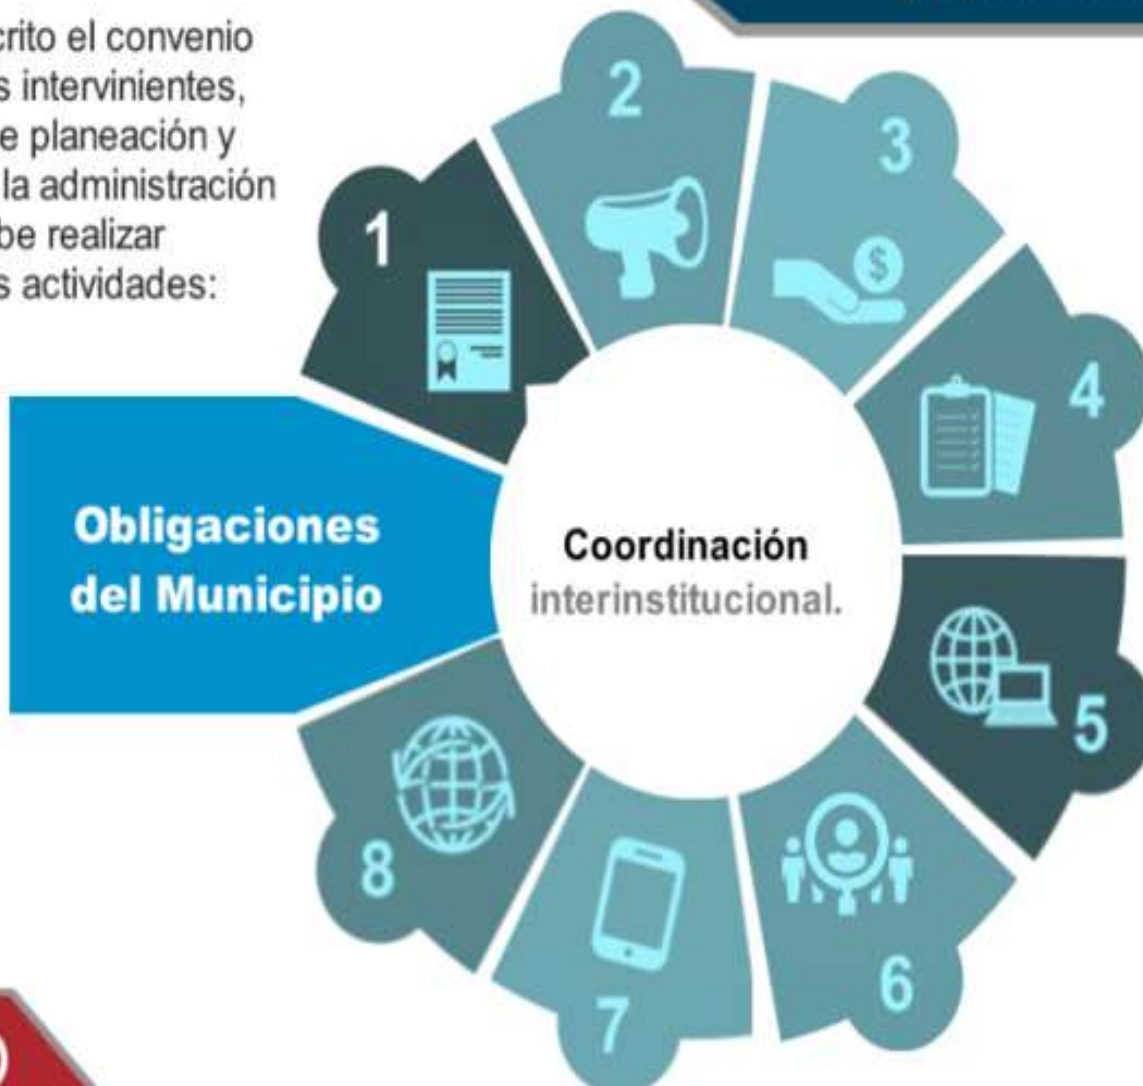 crito el convenio
s intervinientes,
e planeación y
la administración
be realizar
s actividades:
1
2
3
$
4
5
6
7
8
Obligaciones
del Municipio
Coordinación
interinstitucional.